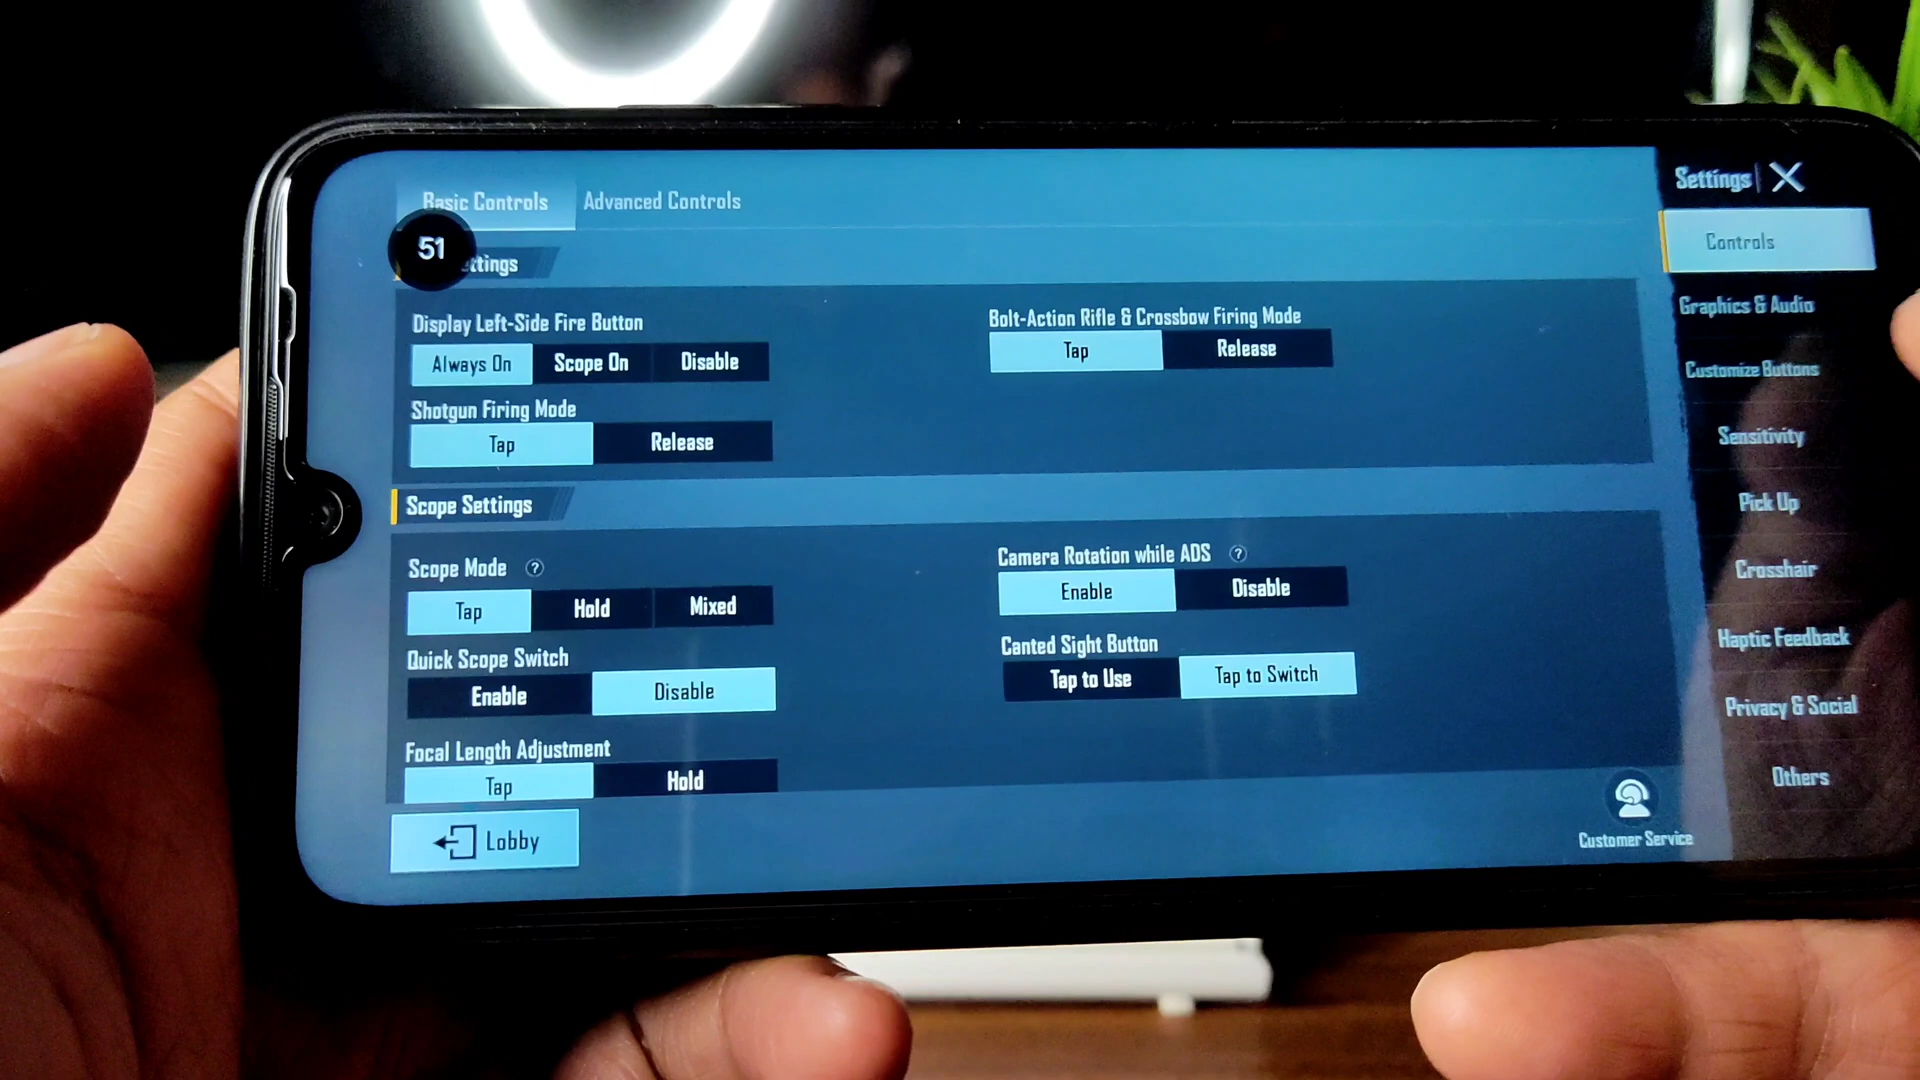 Basic Controls
Advanced Controls
51
ettings
Display Left-Side Fire Button
Always On
Scope On
Disable
Bolt-Action Rifle & Crossbow Firing Mode
Tap
Release
Shotgun Firing Mode
Tap
Release
Scope Settings
Scope Mode ?
Tap
Hold
Mixed
Camera Rotation while ADS ?
Enable
Disable
Quick Scope Switch
Enable
Disable
Canted Sight Button
Tap to Use
Tap to Switch
Focal Length Adjustment
Tap
Hold
Lobby
Customer Service
Settings
Controls
Graphics & Audio
Customize Buttons
Sensitivity
Pick Up
Crosshair
Haptic Feedback
Privacy & Social
Others